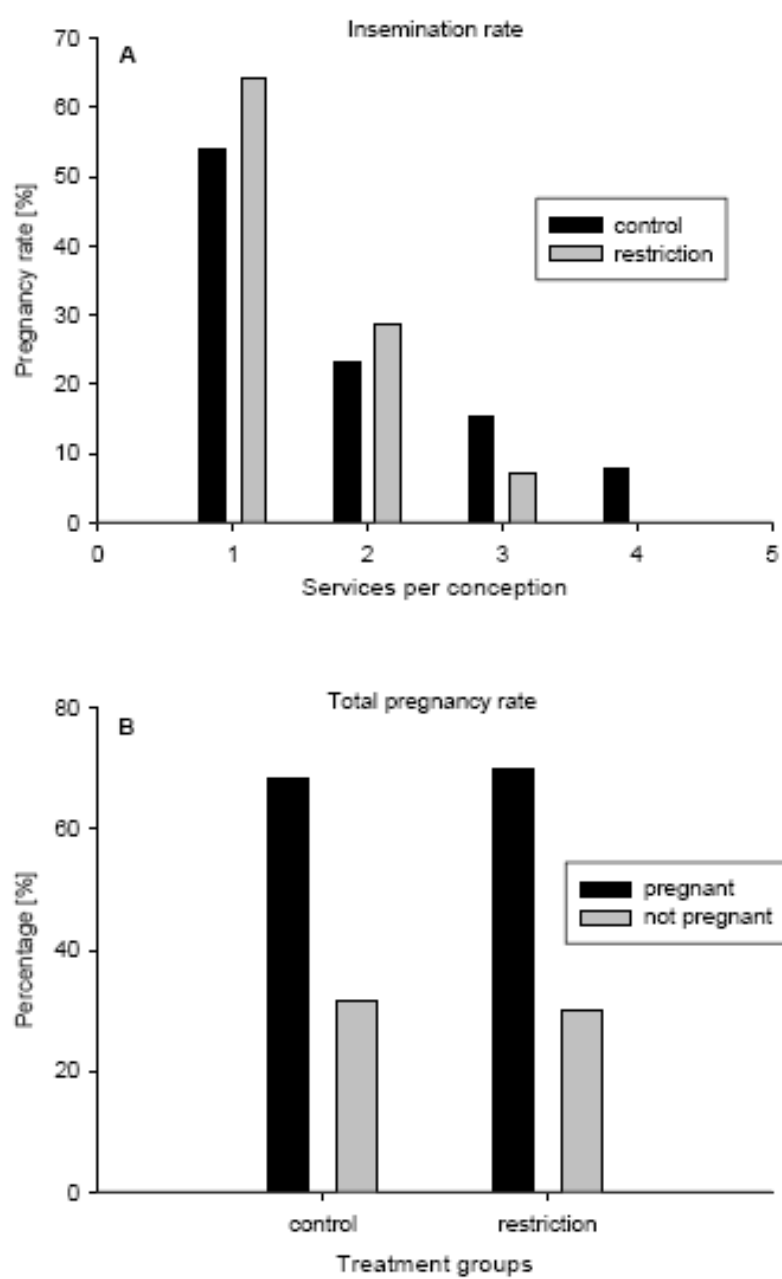 Insemination rate
A
70
60
50
40
30
20
10
0
Pregnancy rate [%]
control
restriction
0 1 2 3 4 5
Services per conception
Total pregnancy rate
B
80
60
40
20
0
Percentage [%]
pregnant
not pregnant
control restriction
Treatment groups